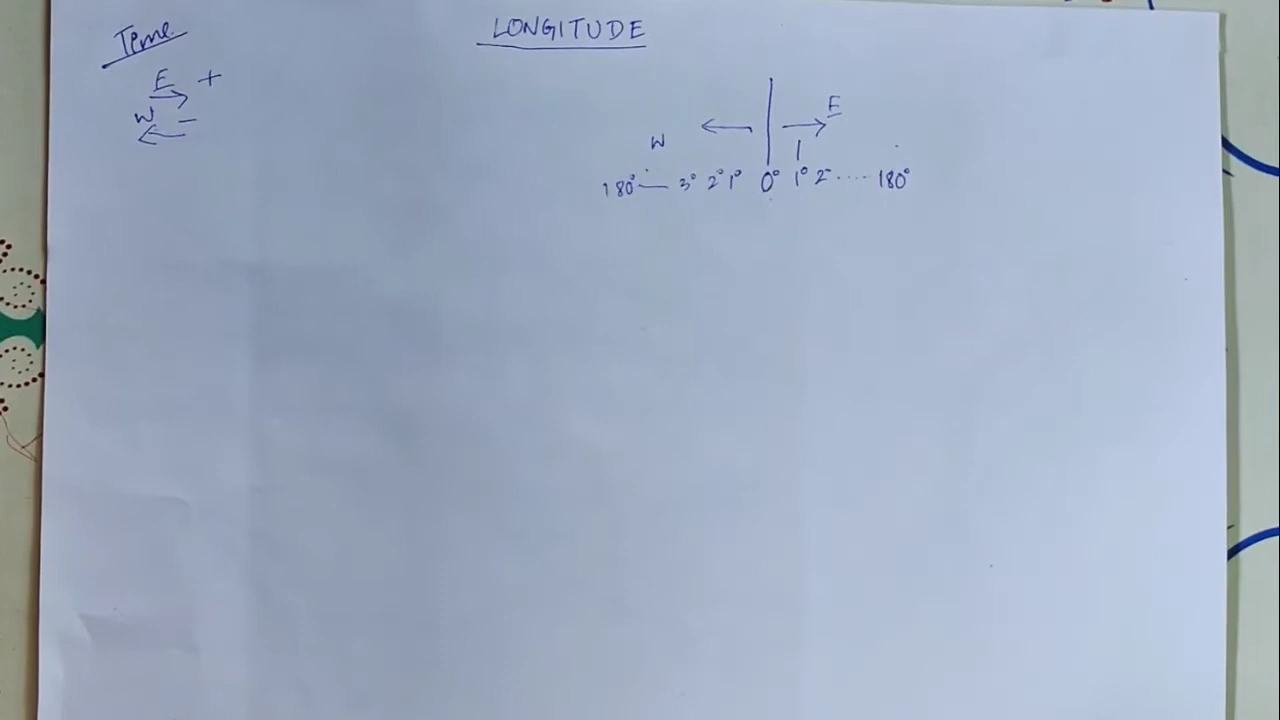 LONGITUDE
Time
E +
W -
E
W
180° — 3° 2° 1° 0° 1° 2° ..... 180°